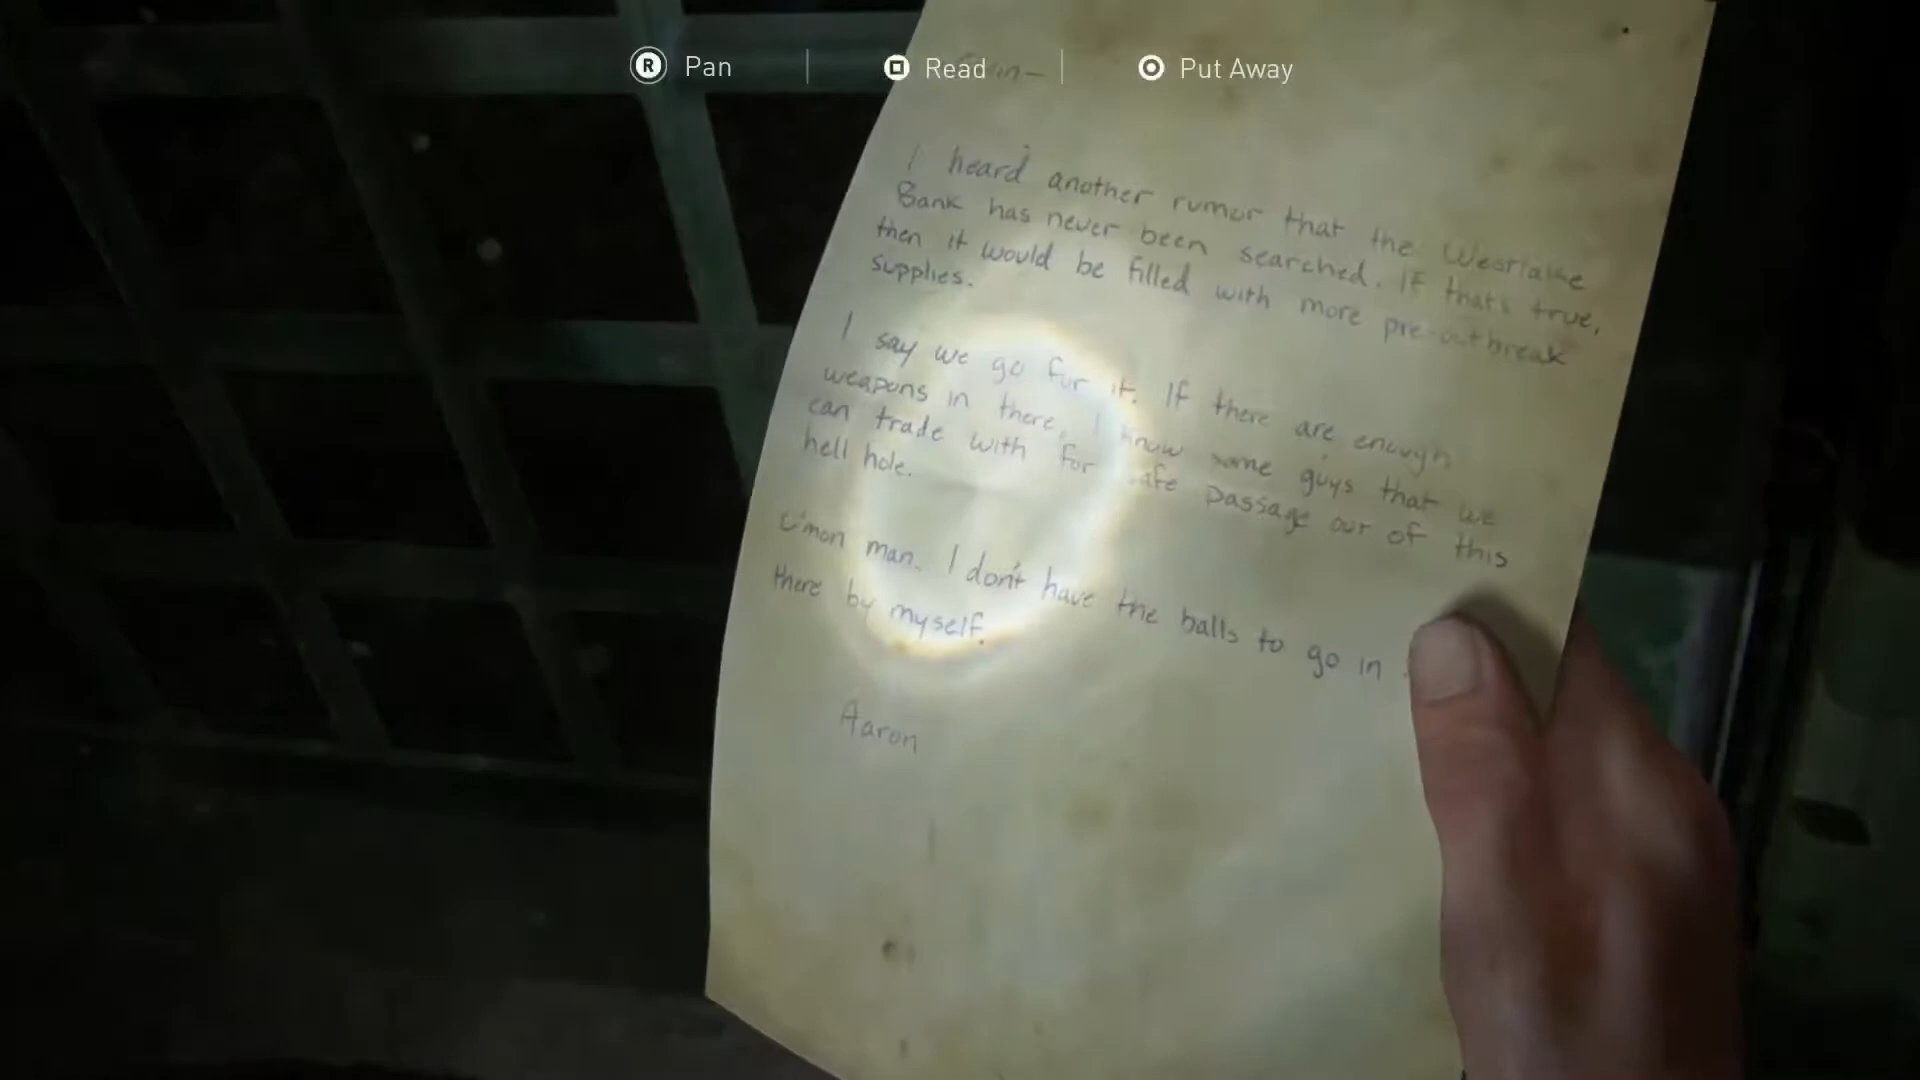 R Pan
Read
Put Away
I heard another rumor that the Westlake
Bank has never been searched. If that's true,
then it would be filled with more pre-outbreak
supplies.
I say we go for it. If there are enough
weapons in there, I know some guys that we
can trade with for safe passage out of this
hell hole.
C'mon man. I don't have the balls to go in
there by myself.
Aaron